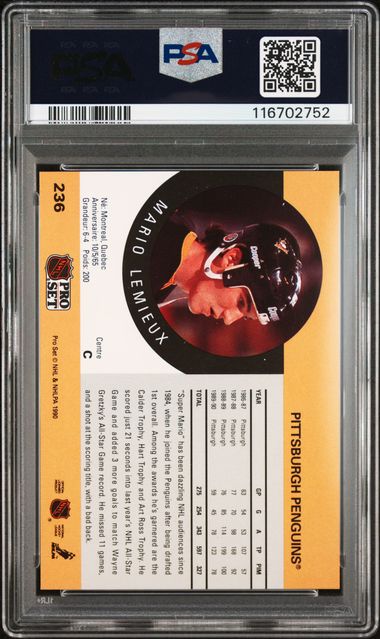 PSA
PSA
116702752
PITTSBURGH PENGUINS®
YEAR GP G A TP PIM
1986-87 Pittsburgh 63 54 53 107 57
1987-88 Pittsburgh 77 70 98 168 92
1988-89 Pittsburgh 76 85 114 199 100
1989-90 Pittsburgh 59 45 78 123 78
TOTAL 275 254 343 597 327
"Super Mario" has been dazzling NHL audiences since
1984, when he joined the Penguins after being drafted
1st overall. Among the awards he's garnered are the
Calder Trophy, Hart Trophy and Art Ross Trophy. He
scored just 21 seconds into last year's NHL All-Star
Game and added 3 more goals to match Wayne
Gretzky's All-Star Game record. He missed 11 games,
and a shot at the scoring title, with a bad back.
Cooper
MARIO LEMIEUX
Centre
C
Né: Montreal, Quebec
Anniversaire: 10/5/65
Grandeur: 6-4 Poids: 200
236
NHL
PRO
SET
Pro Set © NHL & NHLPA 1990
NHL